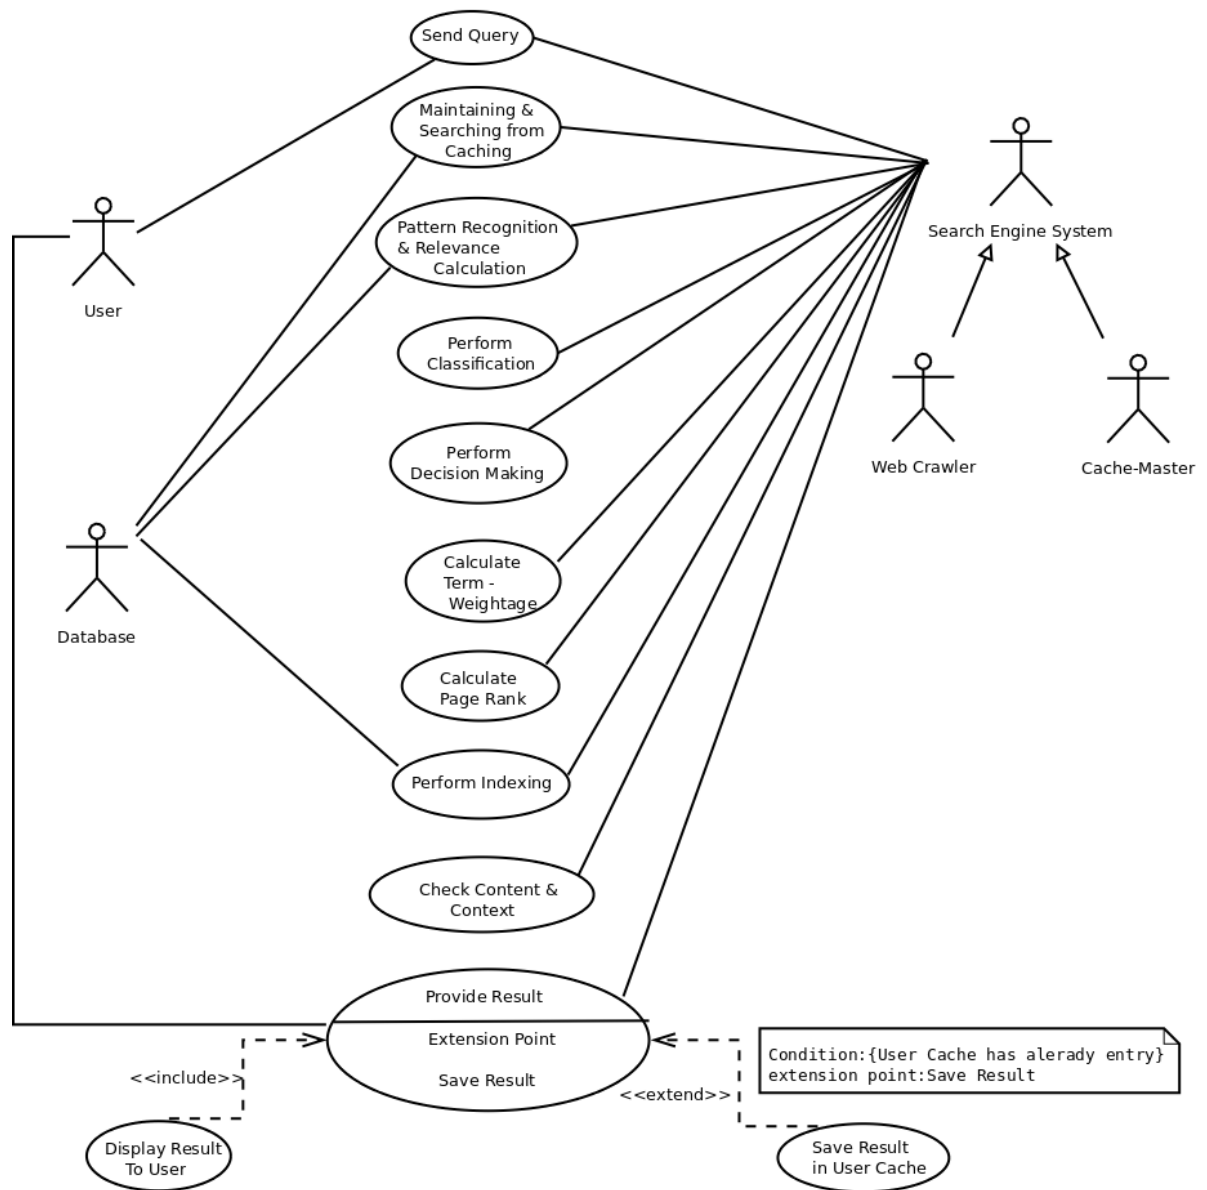 Send Query
Maintaining &
Searching from
Caching
Pattern Recognition
& Relevance
Calculation
User
Search Engine System
Perform
Classification
Perform
Decision Making
Web Crawler
Cache-Master
Calculate
Term -
Weightage
Database
Calculate
Page Rank
Perform Indexing
Check Content &
Context
Provide Result
Extension Point
Save Result
<<include>>
<<extend>>
Condition:{User Cache has alerady entry}
extension point:Save Result
Display Result
To User
Save Result
in User Cache